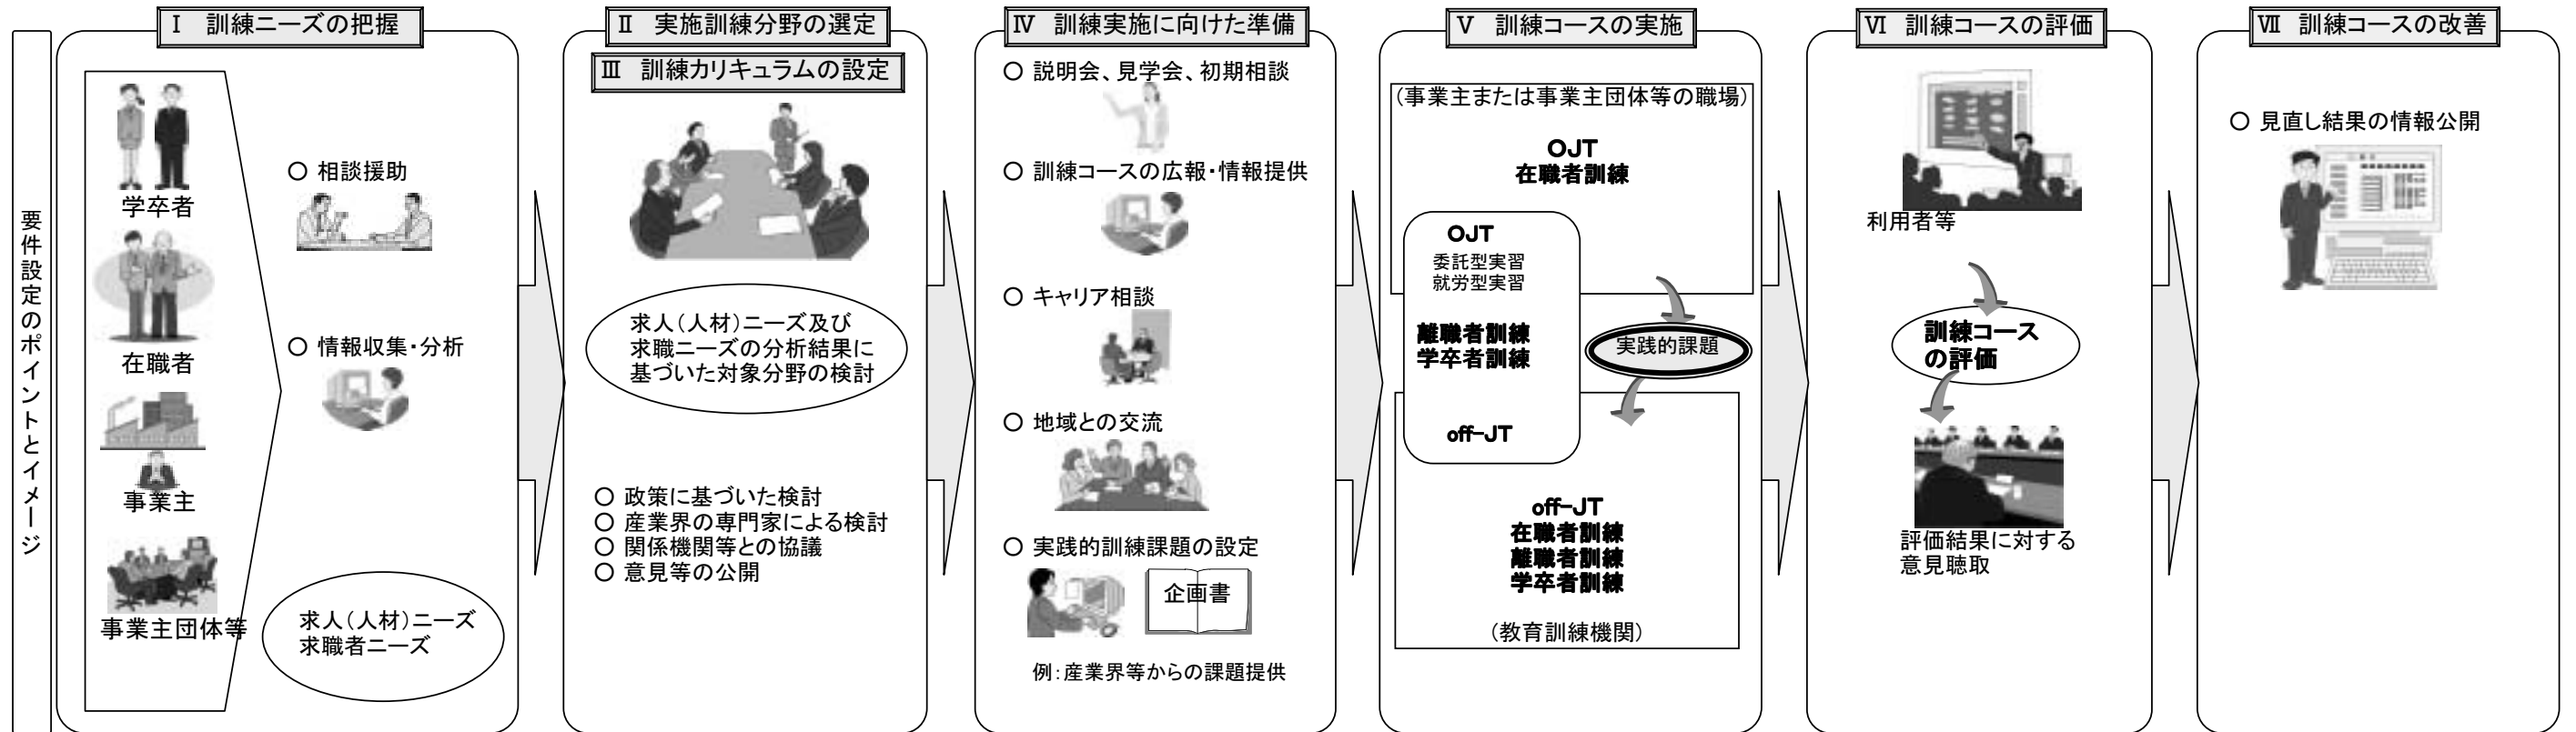 要件設定のポイントとイメージ
Ⅰ 訓練ニーズの把握
学卒者
在職者
事業主
事業主団体等
○ 相談援助
○ 情報収集・分析
求人(人材)ニーズ
求職者ニーズ
Ⅱ 実施訓練分野の選定
Ⅲ 訓練カリキュラムの設定
求人(人材)ニーズ及び
求職ニーズの分析結果に
基づいた対象分野の検討
○ 政策に基づいた検討
○ 産業界の専門家による検討
○ 関係機関等との協議
○ 意見等の公開
Ⅳ 訓練実施に向けた準備
○ 説明会、見学会、初期相談
○ 訓練コースの広報・情報提供
○ キャリア相談
○ 地域との交流
○ 実践的訓練課題の設定
企画書
例:産業界等からの課題提供
Ⅴ 訓練コースの実施
(事業主または事業主団体等の職場)
OJT
在職者訓練
OJT
委託型実習
就労型実習
離職者訓練
学卒者訓練
off-JT
実践的課題
off-JT
在職者訓練
離職者訓練
学卒者訓練
(教育訓練機関)
Ⅵ 訓練コースの評価
利用者等
訓練コース
の評価
評価結果に対する
意見聴取
Ⅶ 訓練コースの改善
○ 見直し結果の情報公開